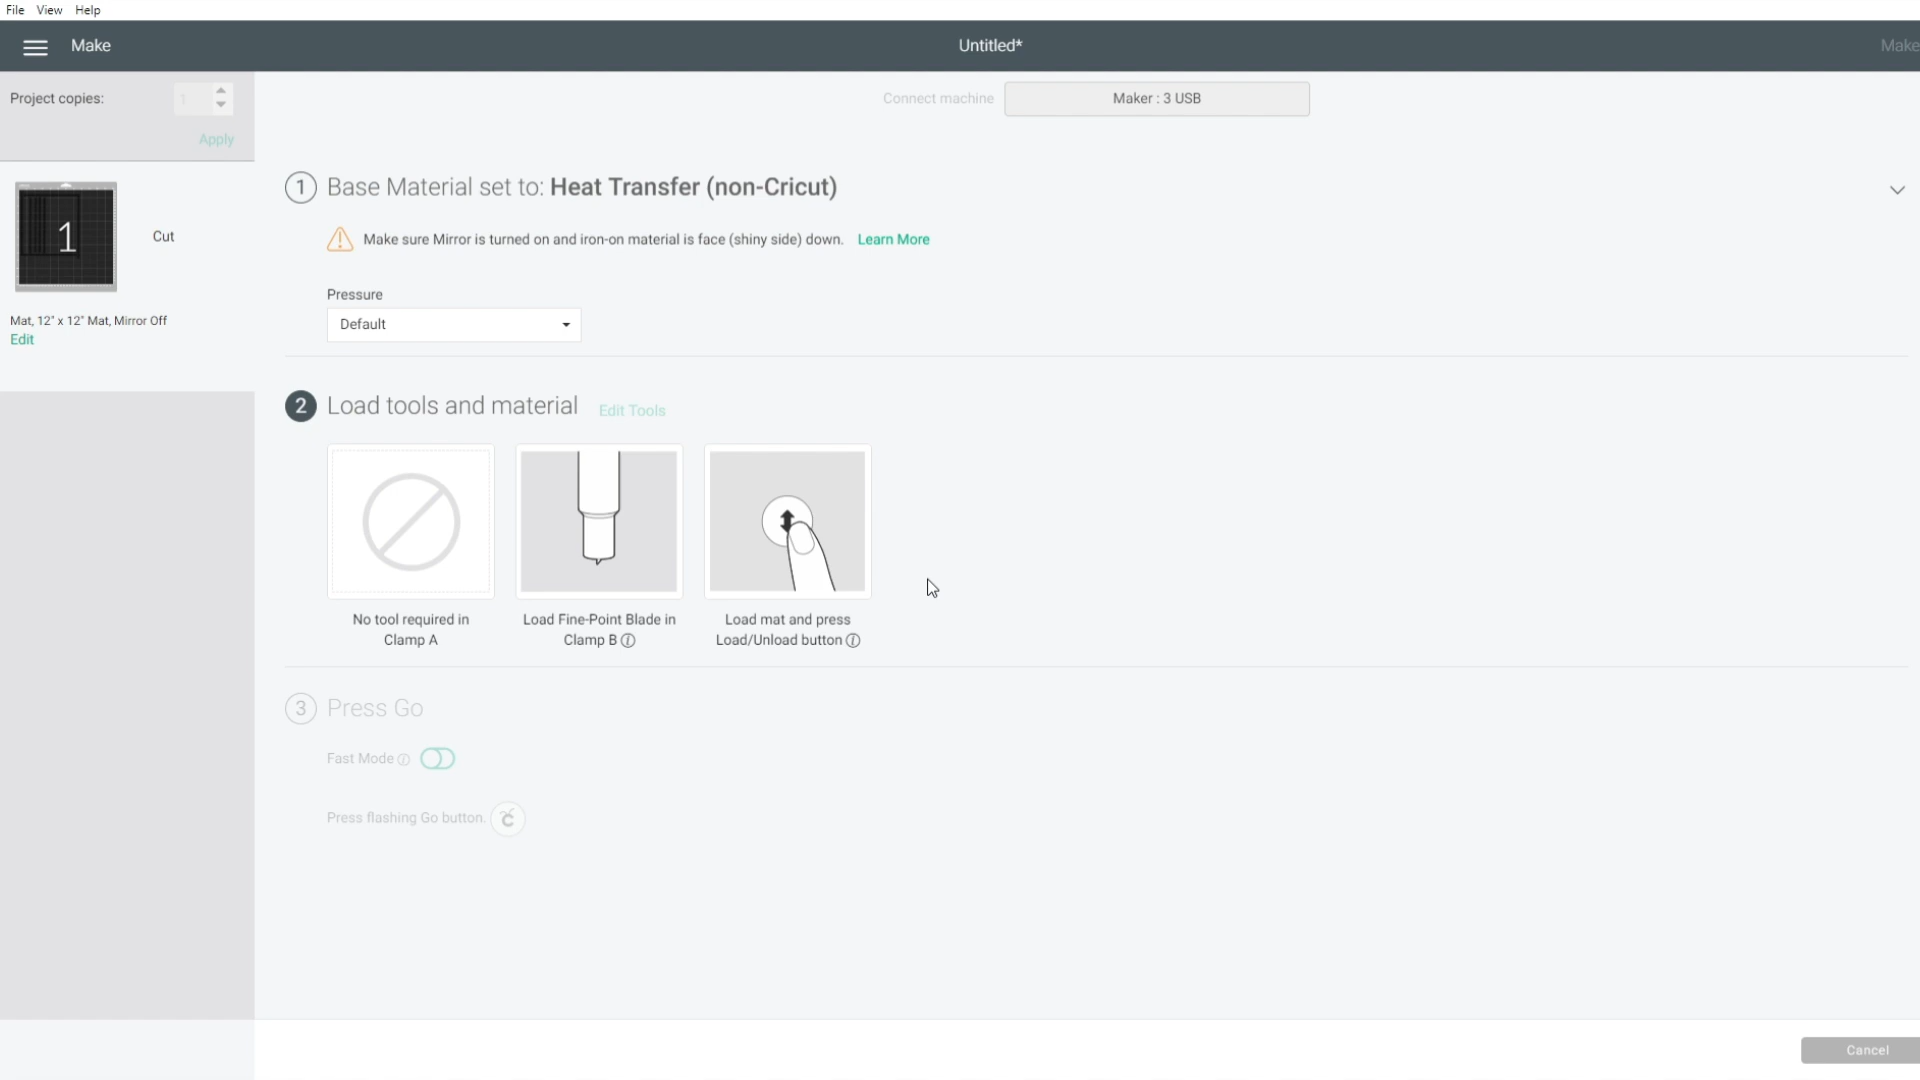 File View Help
Make
Untitled*
Make
Project copies:
1
Apply
Connect machine
Maker : 3 USB
1
Cut
Mat, 12" x 12" Mat, Mirror Off
Edit
1 Base Material set to: Heat Transfer (non-Cricut)
Make sure Mirror is turned on and iron-on material is face (shiny side) down. Learn More
Pressure
Default
2 Load tools and material Edit Tools
No tool required in
Clamp A
Load Fine-Point Blade in
Clamp B
Load mat and press
Load/Unload button
3 Press Go
Fast Mode
Press flashing Go button.
Cancel